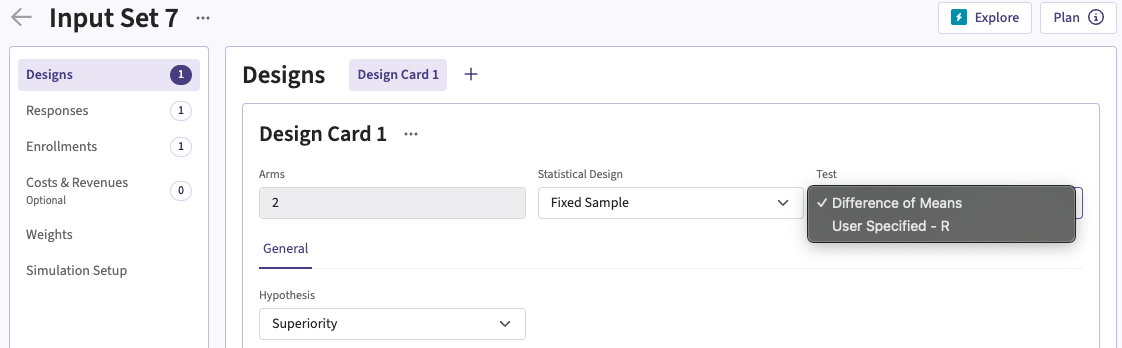 Input Set 7 ...
Explore
Plan
Designs 1
Responses 1
Enrollments 1
Costs & Revenues 0
Optional
Weights
Simulation Setup
Designs
Design Card 1 +
Design Card 1 ...
Arms
2
Statistical Design
Fixed Sample
Test
✓ Difference of Means
User Specified - R
General
Hypothesis
Superiority